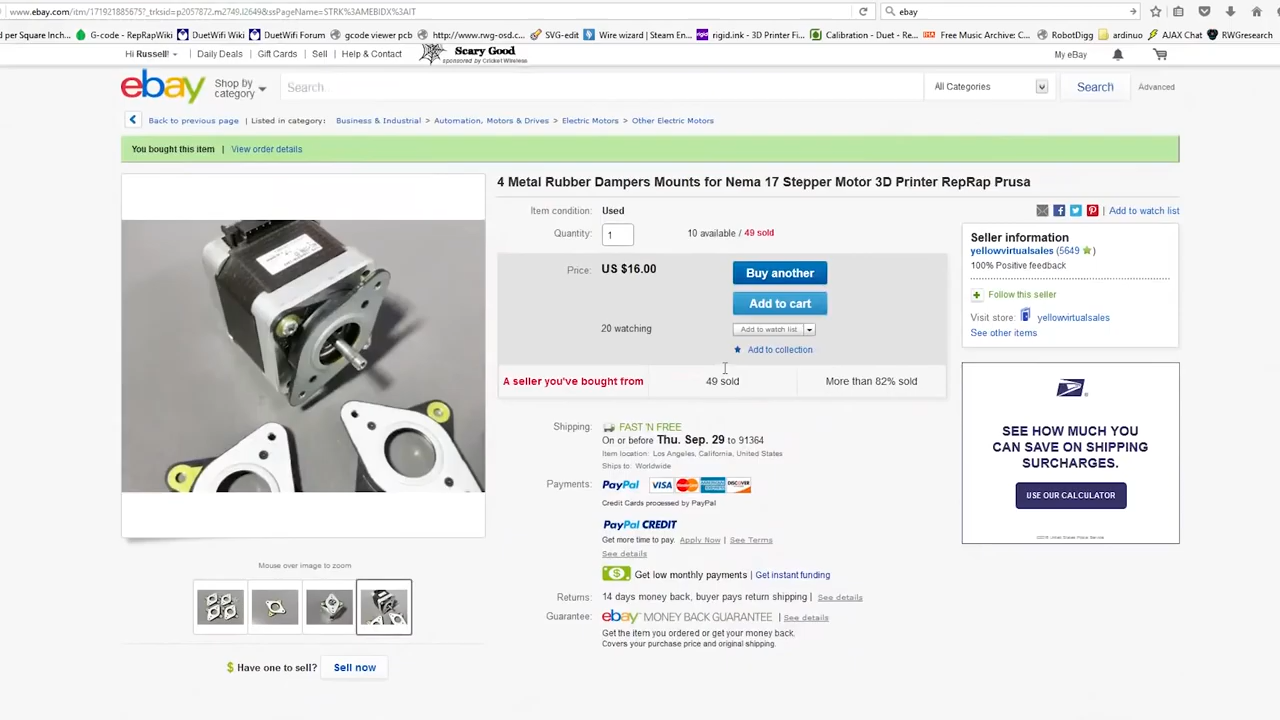 www.ebay.com/itm/171921885675?_trksid=p2057872.m2749.l2649&ssPageName=STRK%3AMEBIDX%3AIT
ebay
per Square Inch...
G-code - RepRapWiki
DuetWifi Wiki
DuetWifi Forum
gcode viewer pcb
http://www.rwg-osd.c...
SVG-edit
Wire wizard | Steam En...
rigid.ink - 3D Printer Fi...
Calibration - Duet - Re...
Free Music Archive: C...
RobotDigg
ardinuo
AJAX Chat
RWGresearch
Hi Russell!
Daily Deals
Gift Cards
Sell
Help & Contact
Scary Good
sponsored by Cricket Wireless
My eBay
ebay
Shop by
category
Search...
All Categories
Search
Advanced
Back to previous page | Listed in category: Business & Industrial > Automation, Motors & Drives > Electric Motors > Other Electric Motors
You bought this item | View order details
4 Metal Rubber Dampers Mounts for Nema 17 Stepper Motor 3D Printer RepRap Prusa
Item condition: Used
Quantity: 1 10 available / 49 sold
Price: US $16.00
Buy another
Add to cart
20 watching
Add to watch list
Add to collection
A seller you've bought from
49 sold
More than 82% sold
Shipping: FAST 'N FREE
On or before Thu. Sep. 29 to 91364
Item location: Los Angeles, California, United States
Ships to: Worldwide
Payments: PayPal VISA DISCOVER
Credit Cards processed by PayPal
PayPal CREDIT
Get more time to pay. Apply Now | See Terms
See details
$ Get low monthly payments | Get instant funding
Returns: 14 days money back, buyer pays return shipping | See details
Guarantee: ebay MONEY BACK GUARANTEE | See details
Get the item you ordered or get your money back.
Covers your purchase price and original shipping.
| Add to watch list
Seller information
yellowvirtualsales (5649 )
100% Positive feedback
Follow this seller
Visit store: yellowvirtualsales
See other items
SEE HOW MUCH YOU
CAN SAVE ON SHIPPING
SURCHARGES.
USE OUR CALCULATOR
Mouse over image to zoom
$ Have one to sell? Sell now